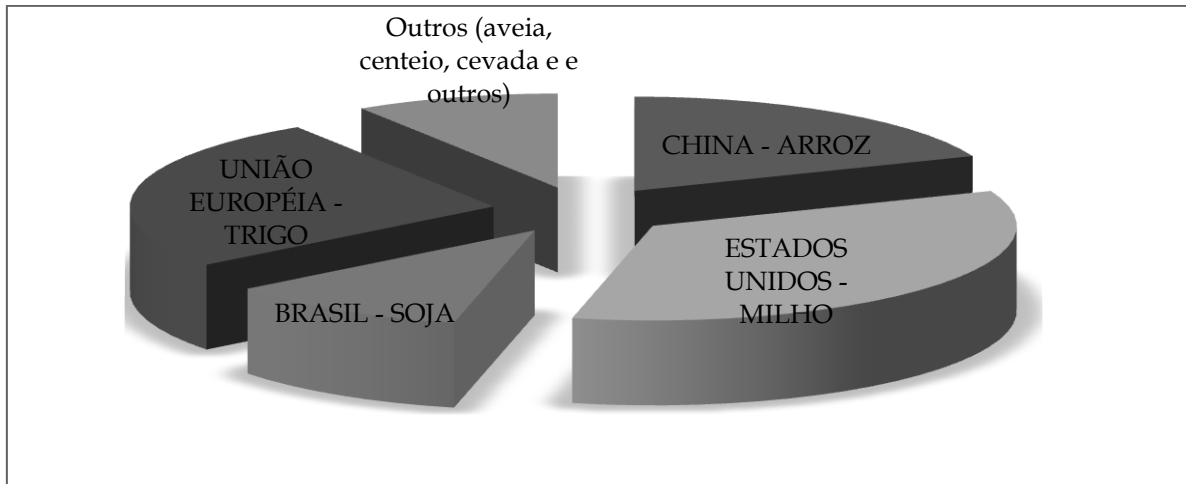 Outros (aveia,
centeio, cevada e e
outros)
CHINA - ARROZ
UNIÃO
EUROPÉIA -
TRIGO
ESTADOS
UNIDOS -
MILHO
BRASIL - SOJA